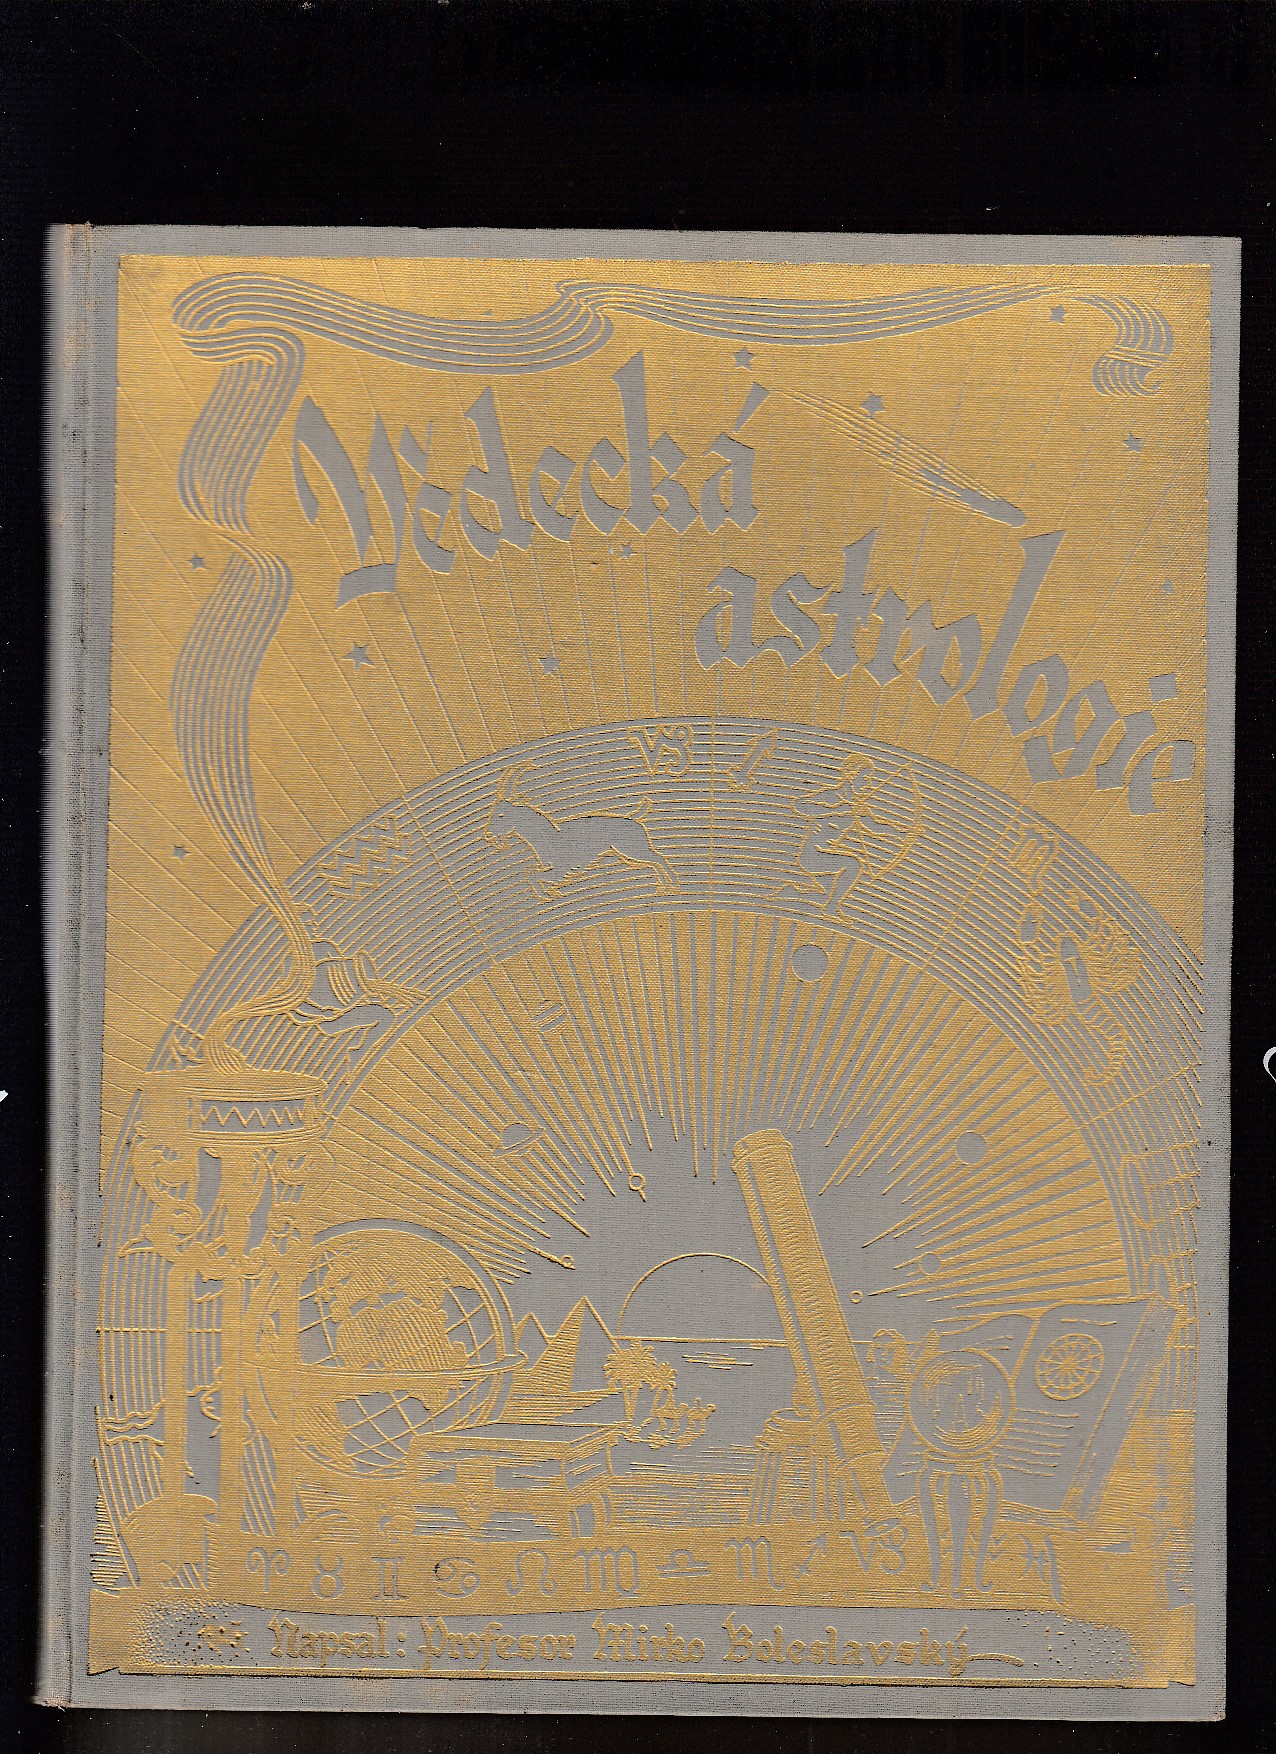 Vědecká
astrologie
♑ ♐
♒
♏
♈ ♉ ♊ ♋ ♌ ♍ ♎ ♏ ♐ ♑ ♓
Napsal: Profesor Mirko Boleslavský